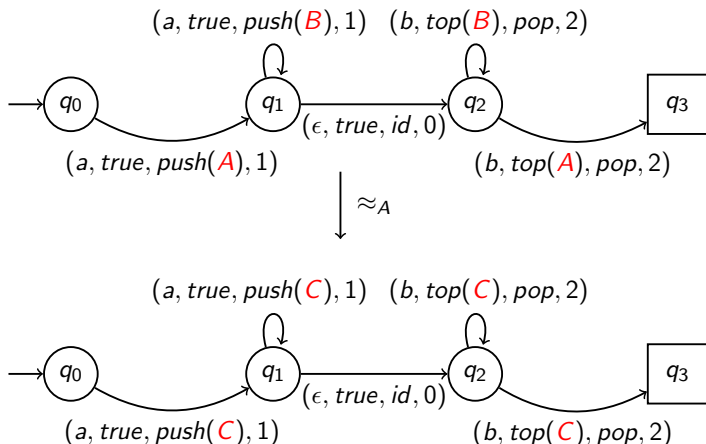 (a, true, push(B), 1) (b, top(B), pop, 2)
q₀ q₁ q₂ q₃
(ϵ, true, id, 0)
(a, true, push(A), 1) (b, top(A), pop, 2)
≈_A
(a, true, push(C), 1) (b, top(C), pop, 2)
q₀ q₁ q₂ q₃
(ϵ, true, id, 0)
(a, true, push(C), 1) (b, top(C), pop, 2)